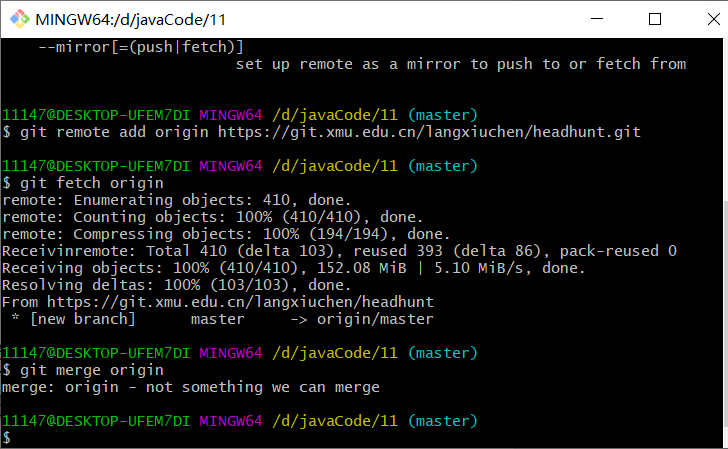 MINGW64:/d/javaCode/11
--mirror[=(push|fetch)]
set up remote as a mirror to push to or fetch from
11147@DESKTOP-UFEM7DI MINGW64 /d/javaCode/11 (master)
$ git remote add origin https://git.xmu.edu.cn/langxiuchen/headhunt.git
11147@DESKTOP-UFEM7DI MINGW64 /d/javaCode/11 (master)
$ git fetch origin
remote: Enumerating objects: 410, done.
remote: Counting objects: 100% (410/410), done.
remote: Compressing objects: 100% (194/194), done.
Receivinremote: Total 410 (delta 103), reused 393 (delta 86), pack-reused 0
Receiving objects: 100% (410/410), 152.08 MiB | 5.10 MiB/s, done.
Resolving deltas: 100% (103/103), done.
From https://git.xmu.edu.cn/langxiuchen/headhunt
* [new branch]      master     -> origin/master
11147@DESKTOP-UFEM7DI MINGW64 /d/javaCode/11 (master)
$ git merge origin
merge: origin - not something we can merge
11147@DESKTOP-UFEM7DI MINGW64 /d/javaCode/11 (master)
$